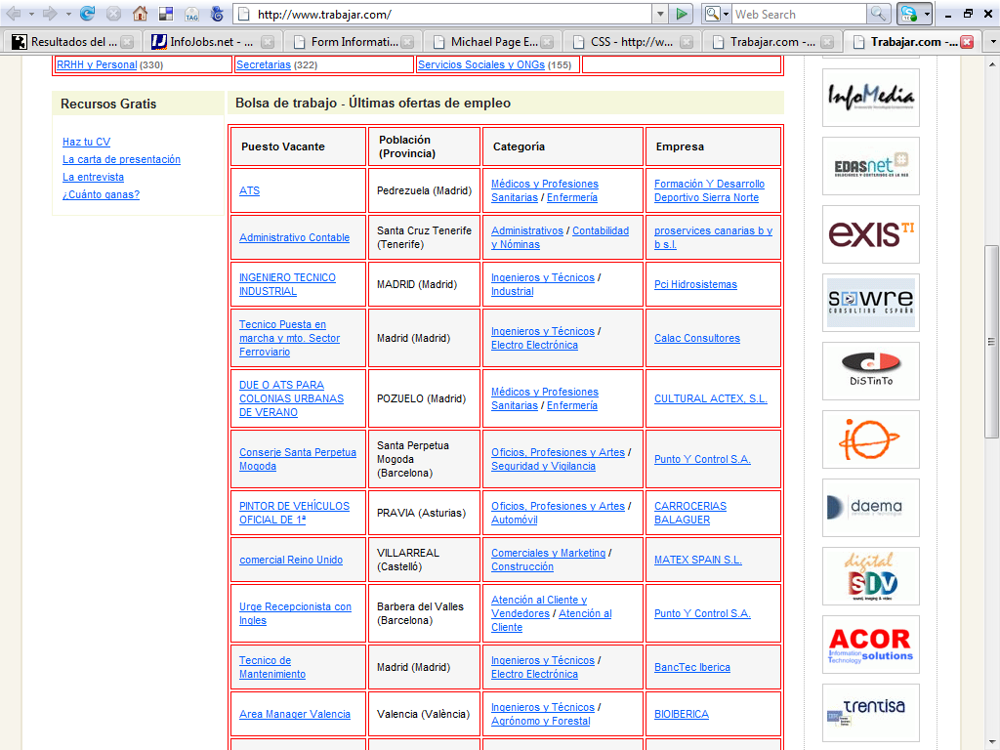 http://www.trabajar.com/
Web Search
TAG
Resultados del ...
InfoJobs.net - ...
Form Informati...
Michael Page E...
CSS - http://w...
Trabajar.com -...
Trabajar.com -...
RRHH y Personal (330)
Secretarias (322)
Servicios Sociales y ONGs (155)
Recursos Gratis
Haz tu CV
La carta de presentación
La entrevista
¿Cuánto ganas?
Bolsa de trabajo - Últimas ofertas de empleo
Puesto Vacante
Población
(Provincia)
Categoría
Empresa
ATS
Pedrezuela (Madrid)
Médicos y Profesiones
Sanitarias / Enfermería
Formación Y Desarrollo
Deportivo Sierra Norte
Administrativo Contable
Santa Cruz Tenerife
(Tenerife)
Administrativos / Contabilidad
y Nóminas
proservices canarias b y
b s.l.
INGENIERO TECNICO
INDUSTRIAL
MADRID (Madrid)
Ingenieros y Técnicos /
Industrial
Pci Hidrosistemas
Tecnico Puesta en
marcha y mto. Sector
Ferroviario
Madrid (Madrid)
Ingenieros y Técnicos /
Electro Electrónica
Calac Consultores
DUE O ATS PARA
COLONIAS URBANAS
DE VERANO
POZUELO (Madrid)
Médicos y Profesiones
Sanitarias / Enfermería
CULTURAL ACTEX, S.L.
Conserje Santa Perpetua
Mogoda
Santa Perpetua
Mogoda
(Barcelona)
Oficios, Profesiones y Artes /
Seguridad y Vigilancia
Punto Y Control S.A.
PINTOR DE VEHÍCULOS
OFICIAL DE 1ª
PRAVIA (Asturias)
Oficios, Profesiones y Artes /
Automóvil
CARROCERIAS
BALAGUER
comercial Reino Unido
VILLARREAL
(Castelló)
Comerciales y Marketing /
Construcción
MATEX SPAIN S.L.
Urge Recepcionista con
Ingles
Barbera del Valles
(Barcelona)
Atención al Cliente y
Vendedores / Atención al
Cliente
Punto Y Control S.A.
Tecnico de
Mantenimiento
Madrid (Madrid)
Ingenieros y Técnicos /
Electro Electrónica
BancTec Iberica
Area Manager Valencia
Valencia (València)
Ingenieros y Técnicos /
Agrónomo y Forestal
BIOIBERICA
InfoMedia
EDASnet
SOLUCIONES Y CONTENIDOS EN LA RED
exis TI
sowre
CONSULTING ESPAÑA
DiSTinTo
daema
digital
SDV
ACOR
Information
Technology solutions
trentisa